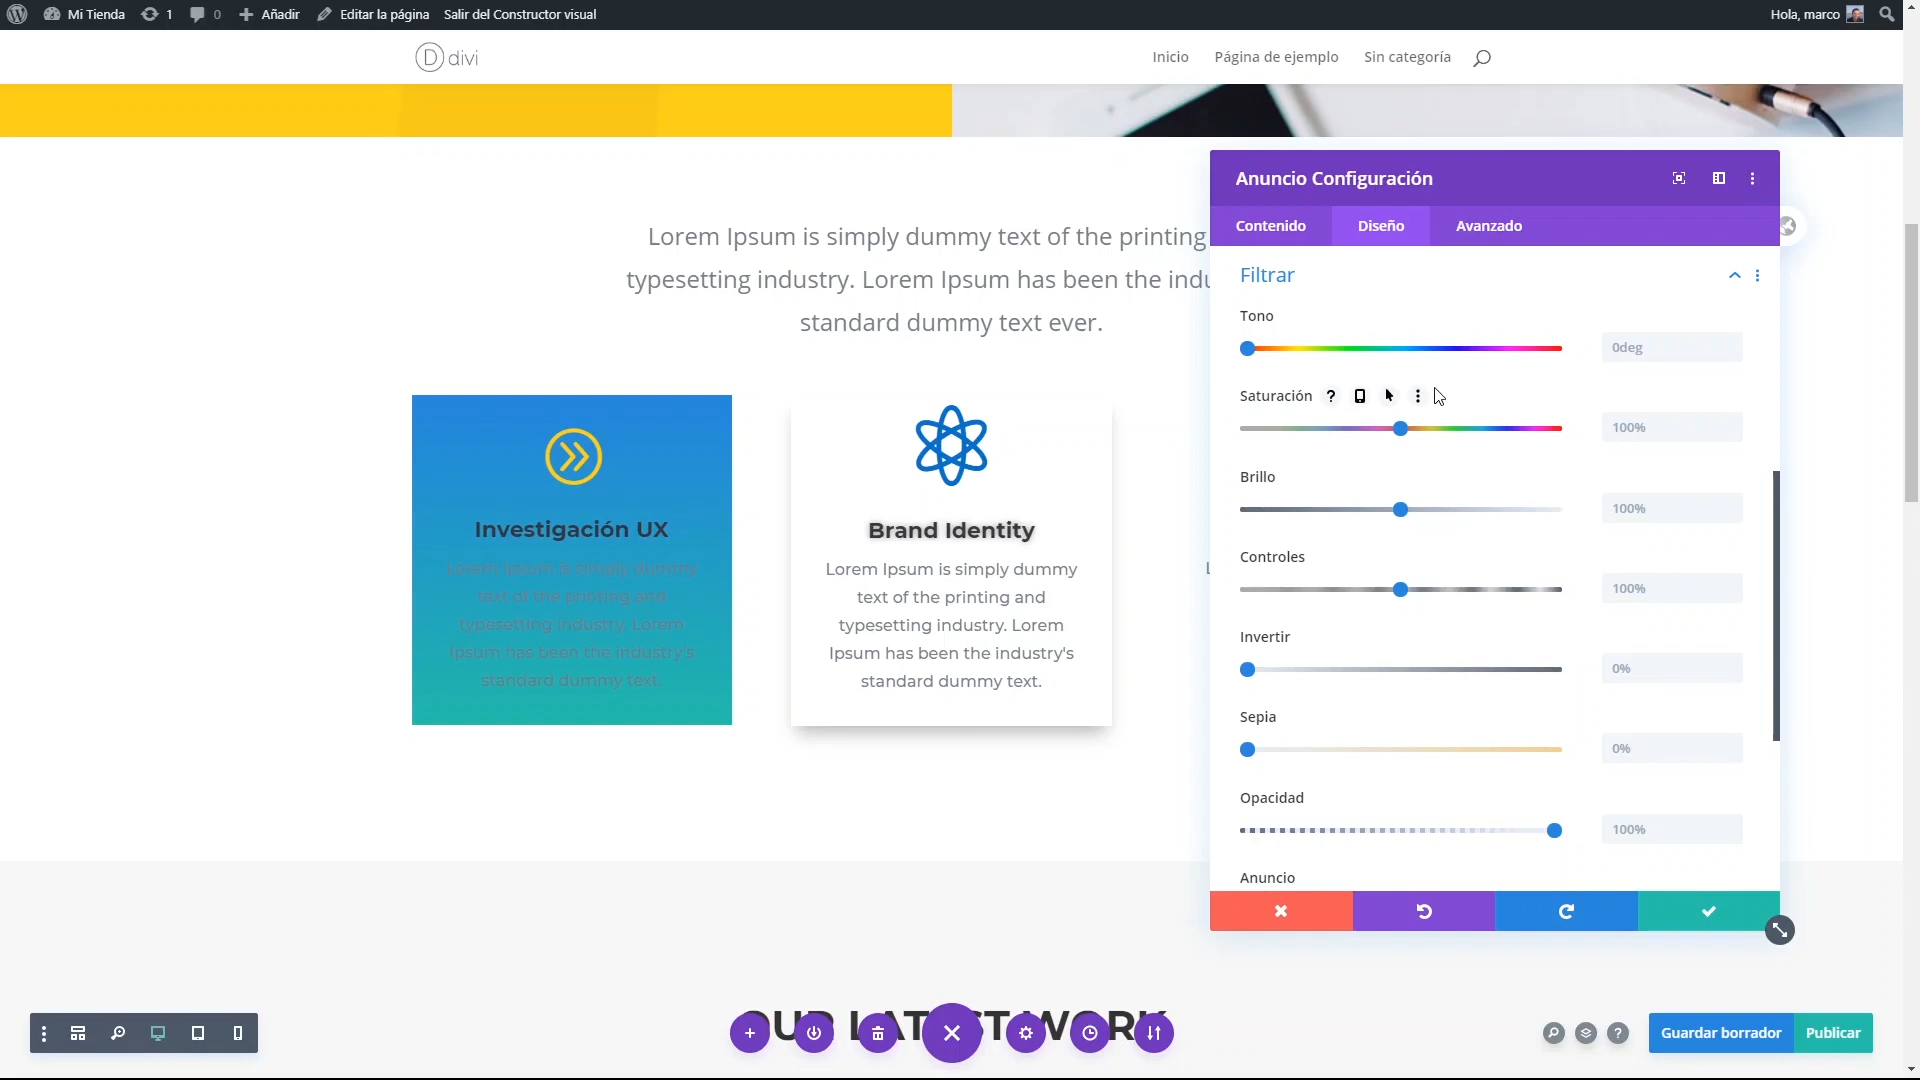 Mi Tienda
1
0
Añadir
Editar la página
Salir del Constructor visual
Hola, marco
D divi
Inicio
Página de ejemplo
Sin categoría
Lorem Ipsum is simply dummy text of the printing
typesetting industry. Lorem Ipsum has been the indu
standard dummy text ever.
Investigación UX
Lorem Ipsum is simply dummy
text of the printing and
typesetting industry. Lorem
Ipsum has been the industry's
standard dummy text.
Brand Identity
Lorem Ipsum is simply dummy
text of the printing and
typesetting industry. Lorem
Ipsum has been the industry's
standard dummy text.
L
Anuncio Configuración
Contenido
Diseño
Avanzado
Filtrar
Tono
0deg
Saturación ?
100%
Brillo
100%
Controles
100%
Invertir
0%
Sepia
0%
Opacidad
100%
Anuncio
OUR LATEST WORK
?
Guardar borrador
Publicar